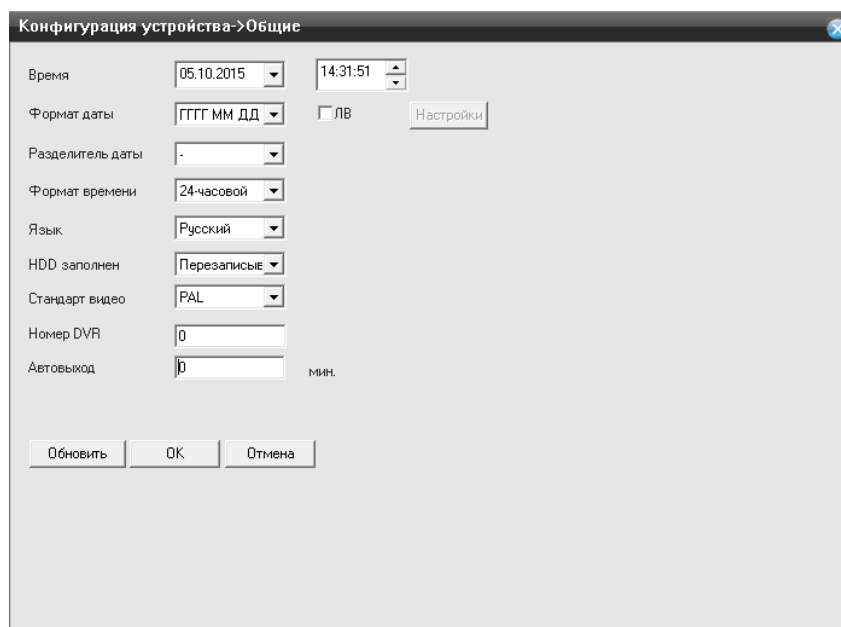 Конфигурация устройства->Общие
Время 05.10.2015 14:31:51
Формат даты ГГГГ ММ ДД ЛВ Настройки
Разделитель даты -
Формат времени 24-часовой
Язык Русский
HDD заполнен Перезаписые
Стандарт видео PAL
Номер DVR 0
Автовыход 0 мин.
Обновить OK Отмена